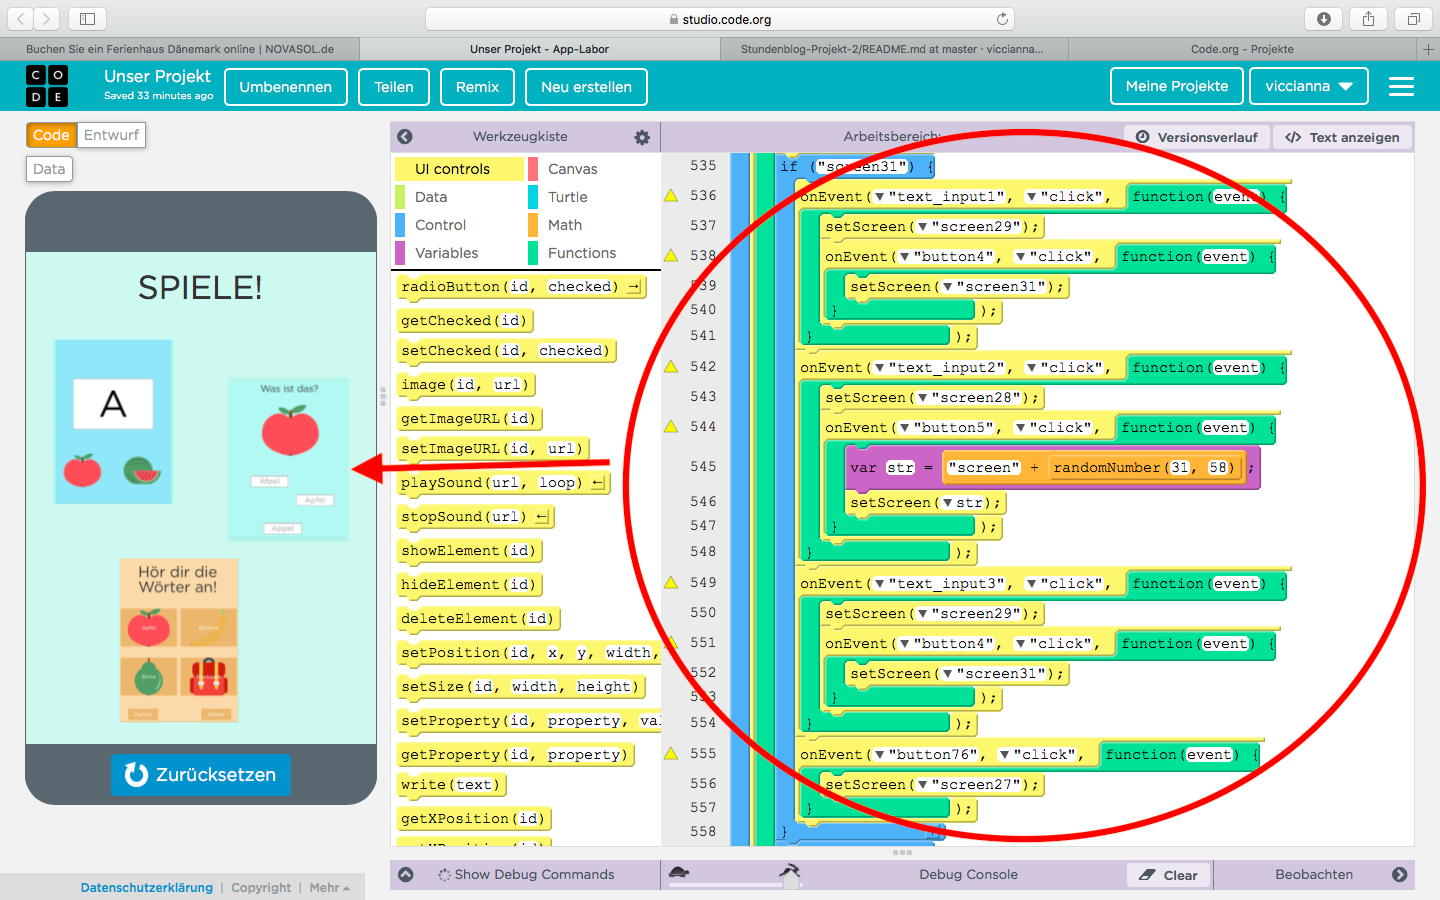 studio.code.org
Buchen Sie ein Ferienhaus Dänemark online | NOVASOL.de
Unser Projekt - App-Labor
Stundenblog-Projekt-2/README.md at master · viccianna...
Code.org - Projekte
C O
D E
Unser Projekt
Saved 33 minutes ago
Umbenennen
Teilen
Remix
Neu erstellen
Meine Projekte
viccianna
Code
Entwurf
Data
Werkzeugkiste
Arbeitsbereich:
Versionsverlauf
</> Text anzeigen
SPIELE!
A
Was ist das?
Afpel
Apfel
Appel
Hör dir die
Wörter an!
Apfel
Birne
Zurück
Weiter
Zurücksetzen
UI controls
Canvas
Data
Turtle
Control
Math
Variables
Functions
radioButton(id, checked)
getChecked(id)
setChecked(id, checked)
image(id, url)
getImageURL(id)
setImageURL(id, url)
playSound(url, loop)
stopSound(url)
showElement(id)
hideElement(id)
deleteElement(id)
setPosition(id, x, y, width,
setSize(id, width, height)
setProperty(id, property, val
getProperty(id, property)
write(text)
getXPosition(id)
535 if ("screen31") {
536 onEvent("text_input1", "click", function(event) {
537 setScreen("screen29");
538 onEvent("button4", "click", function(event) {
539 setScreen("screen31");
540 } );
541 } );
542 onEvent("text_input2", "click", function(event) {
543 setScreen("screen28");
544 onEvent("button5", "click", function(event) {
545 var str = "screen" + randomNumber(31, 58) ;
546 setScreen(str);
547 } );
548 } );
549 onEvent("text_input3", "click", function(event) {
550 setScreen("screen29");
551 onEvent("button4", "click", function(event) {
552 setScreen("screen31");
553 } );
554 } );
555 onEvent("button76", "click", function(event) {
556 setScreen("screen27");
557 } );
558 }
Show Debug Commands
Debug Console
Clear
Beobachten
Datenschutzerklärung | Copyright | Mehr